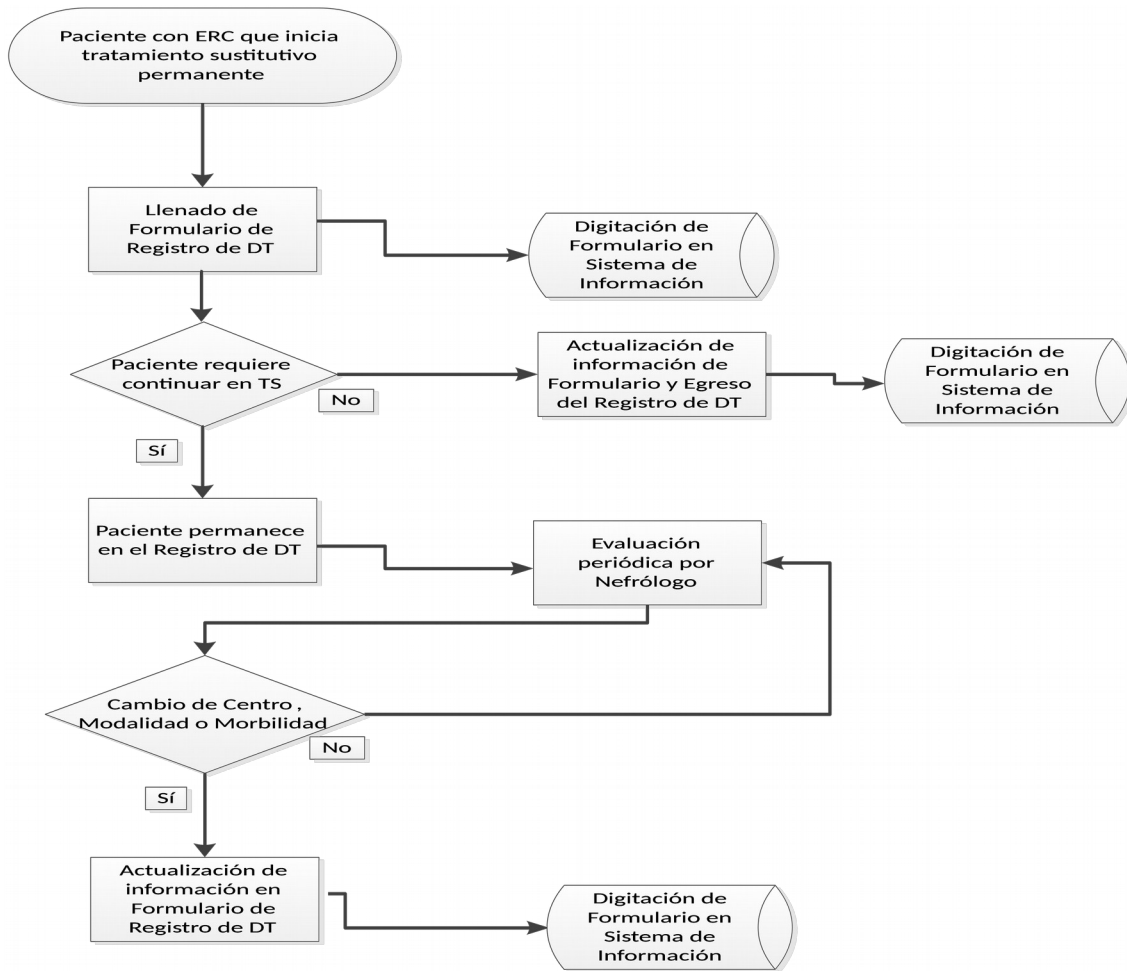 Paciente con ERC que inicia
tratamiento sustitutivo
permanente
Llenado de
Formulario de
Registro de DT
Digitación de
Formulario en
Sistema de
Información
Paciente requiere
continuar en TS
No
Sí
Actualización de
información de
Formulario y Egreso
del Registro de DT
Digitación de
Formulario en
Sistema de
Información
Paciente permanece
en el Registro de DT
Evaluación
periódica por
Nefrólogo
Cambio de Centro ,
Modalidad o Morbilidad
No
Sí
Actualización de
información en
Formulario de
Registro de DT
Digitación de
Formulario en
Sistema de
Información